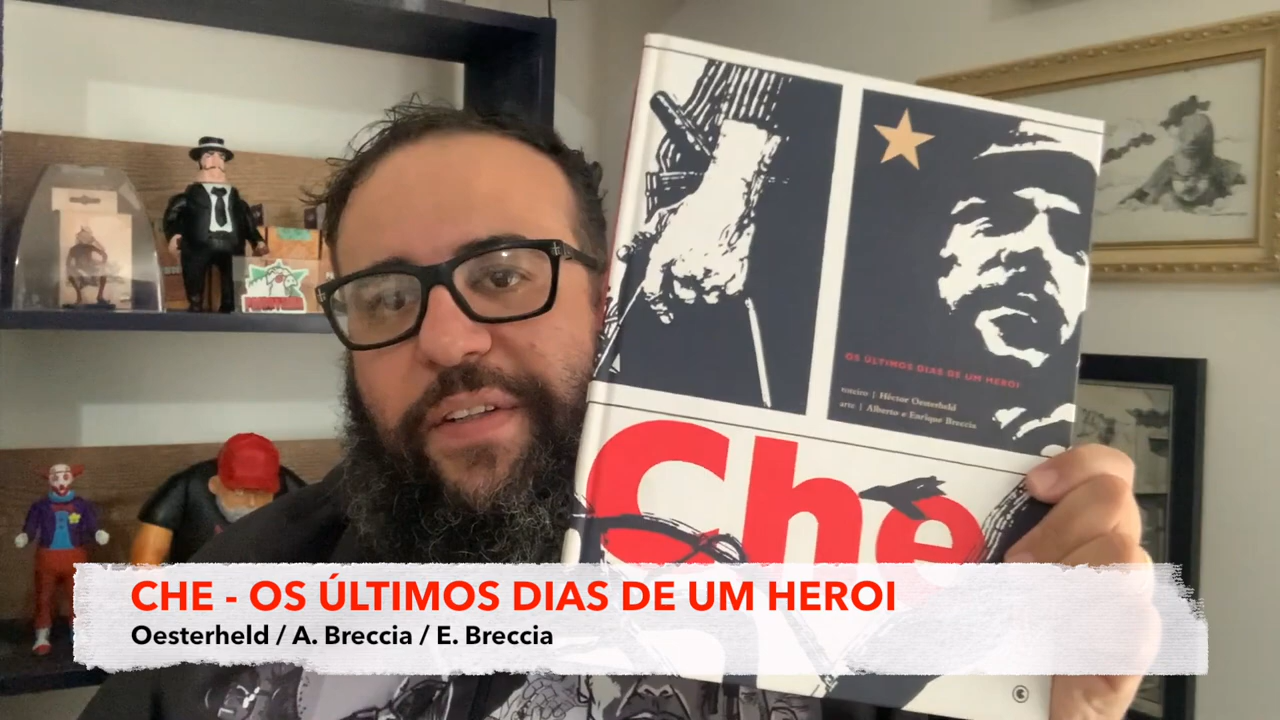 OS ÚLTIMOS DIAS DE UM HEROI
roteiro | Héctor Oesterheld
arte | Alberto e Enrique Breccia
Che
CHE - OS ÚLTIMOS DIAS DE UM HEROI
Oesterheld / A. Breccia / E. Breccia